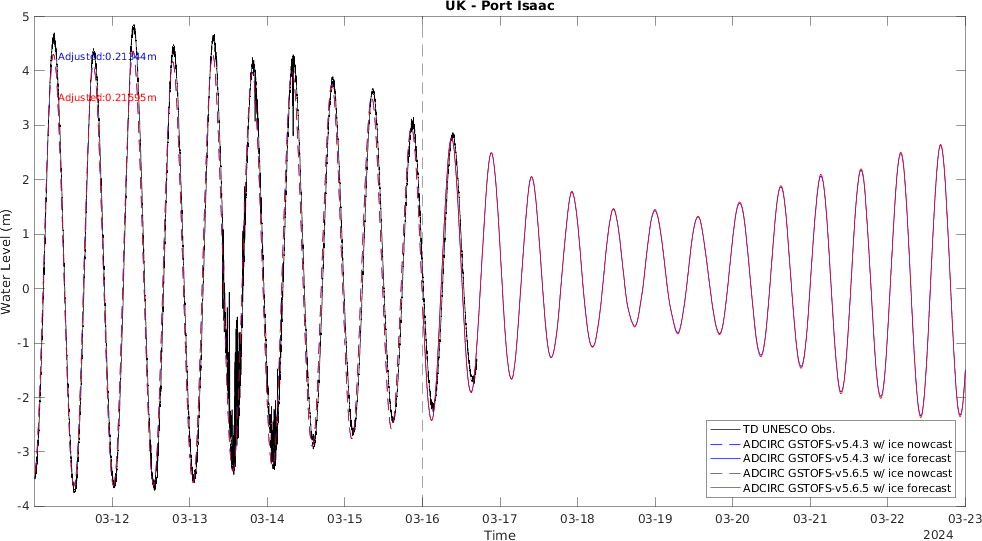 UK - Port Isaac
5
4
3
2
1
0
-1
-2
-3
-4
Water Level (m)
Adjusted:0.21344m
Adjusted:0.21595m
03-12
03-13
03-14
03-15
03-16
03-17
03-18
03-19
03-20
03-21
03-22
03-23
Time
2024
TD UNESCO Obs.
ADCIRC GSTOFS-v5.4.3 w/ ice nowcast
ADCIRC GSTOFS-v5.4.3 w/ ice forecast
ADCIRC GSTOFS-v5.6.5 w/ ice nowcast
ADCIRC GSTOFS-v5.6.5 w/ ice forecast